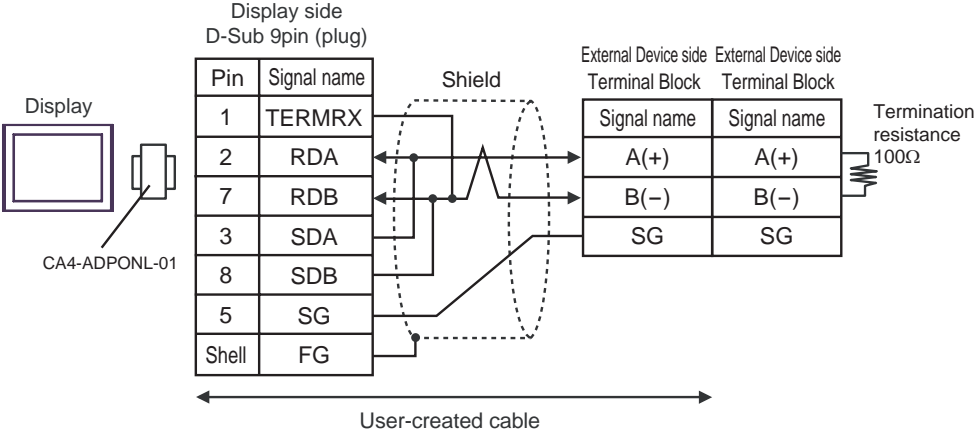 Display side
D-Sub 9pin (plug)
Display
CA4-ADPONL-01
Pin Signal name
1 TERMRX
2 RDA
7 RDB
3 SDA
8 SDB
5 SG
Shell FG
Shield
External Device side External Device side
Terminal Block Terminal Block
Signal name Signal name
A(+) A(+)
B(−) B(−)
SG SG
Termination
resistance
100Ω
User-created cable